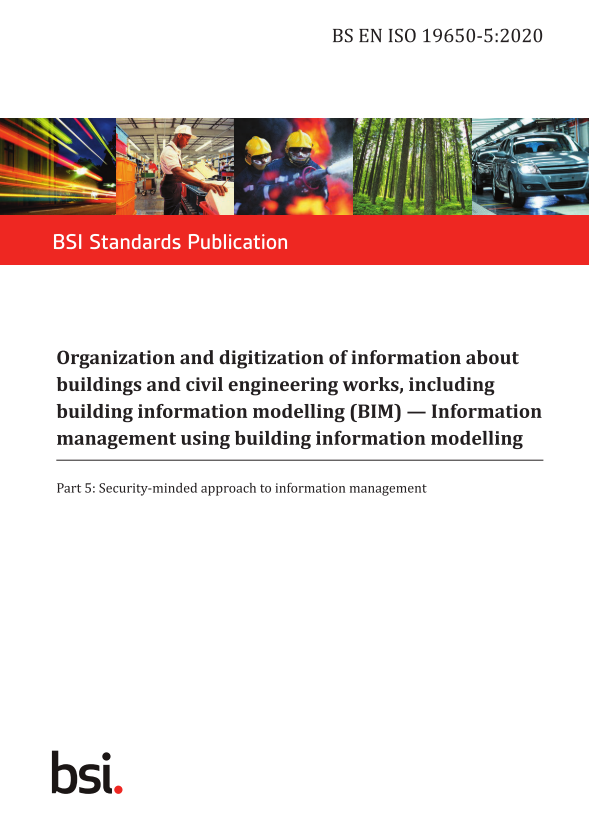 BS EN ISO 19650-5:2020
BSI Standards Publication
Organization and digitization of information about
buildings and civil engineering works, including
building information modelling (BIM) — Information
management using building information modelling
Part 5: Security-minded approach to information management
bsi.